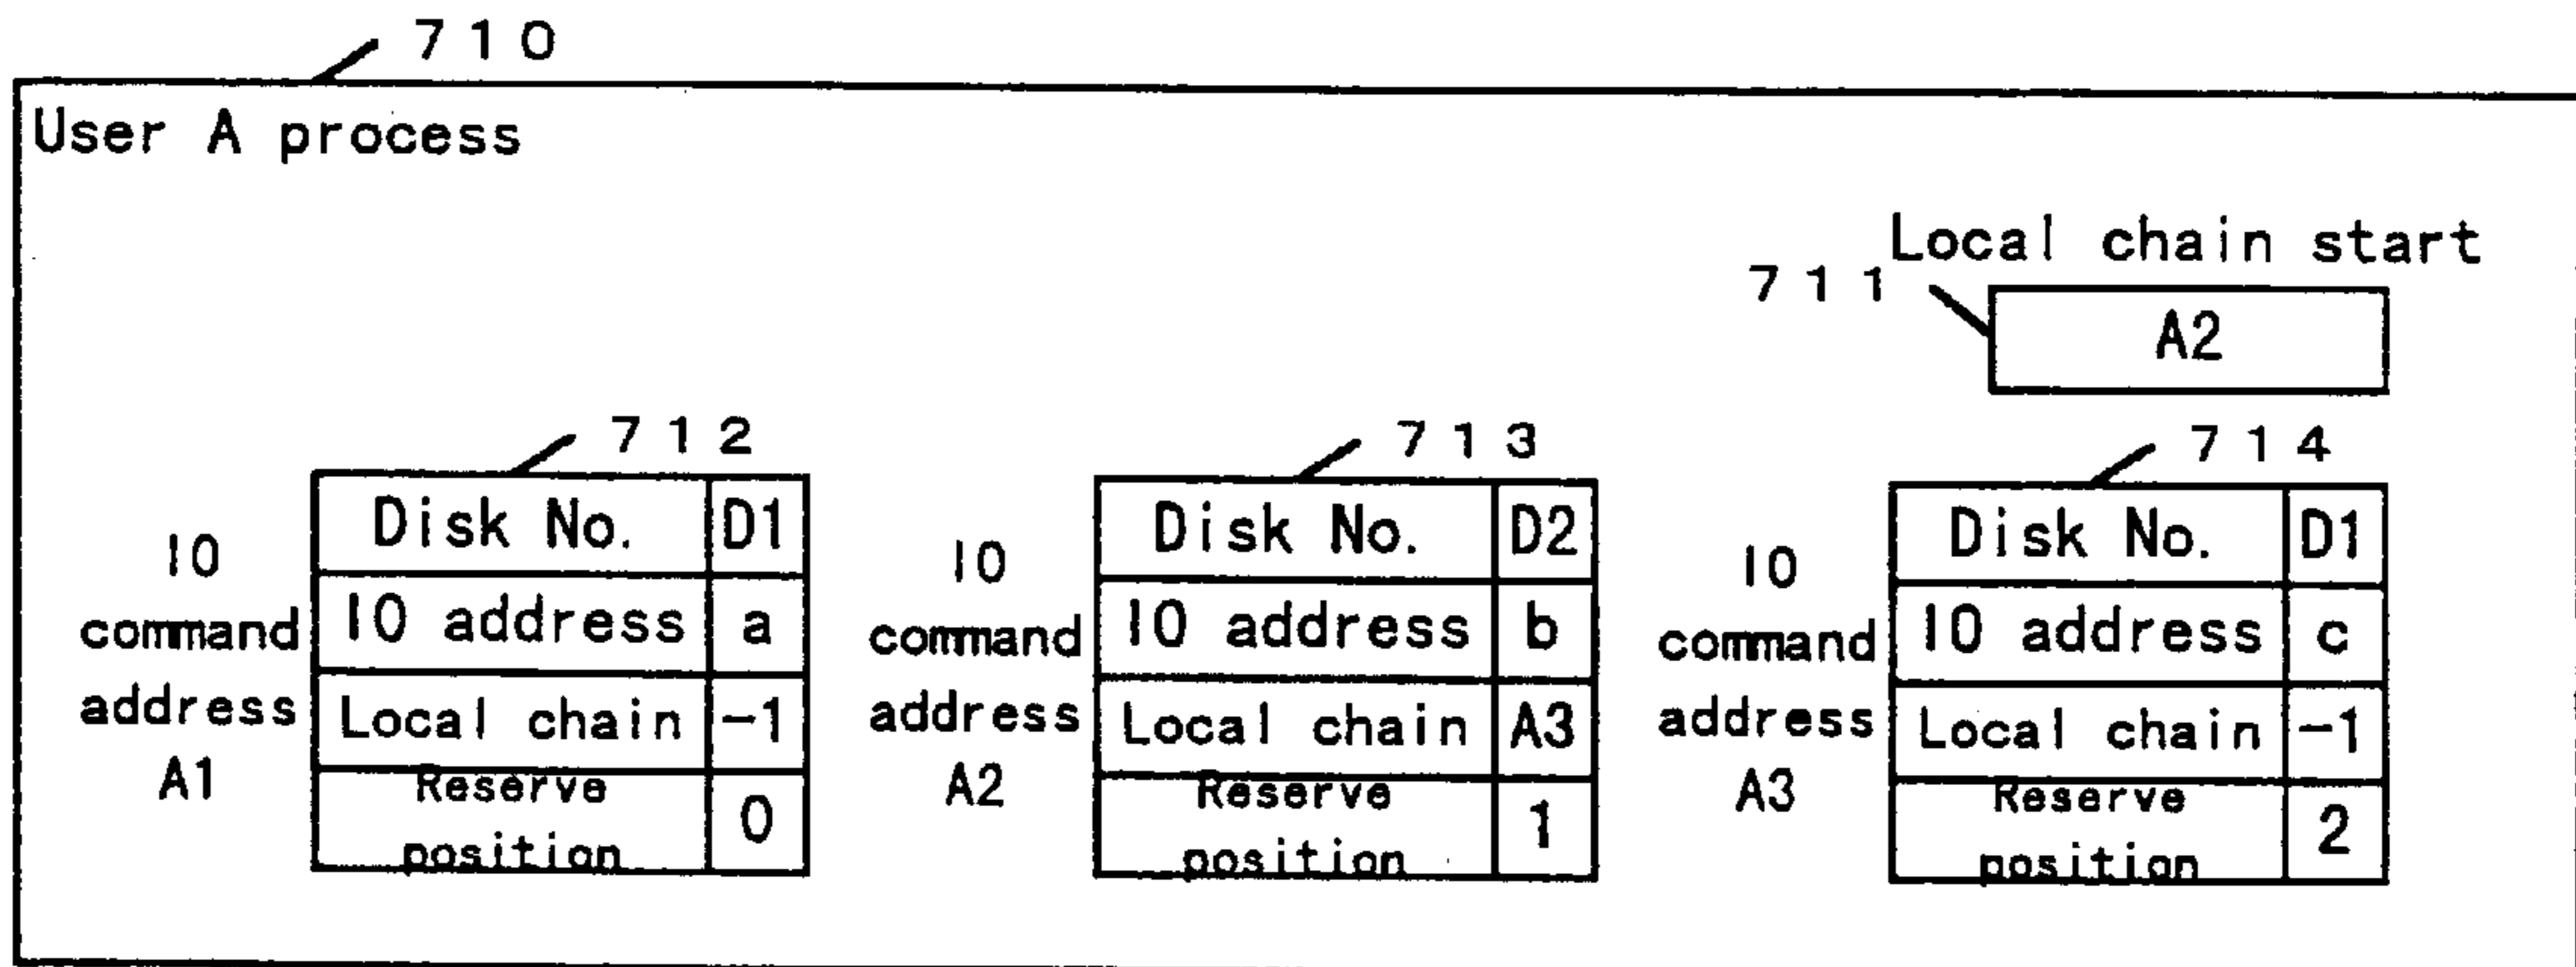 710
User A process
Local chain start
711
A2
712
IO
command
address
A1
Disk No. D1
IO address a
Local chain -1
Reserve
position
0
713
IO
command
address
A2
Disk No. D2
IO address b
Local chain A3
Reserve
position
1
714
IO
command
address
A3
Disk No. D1
IO address c
Local chain -1
Reserve
position
2